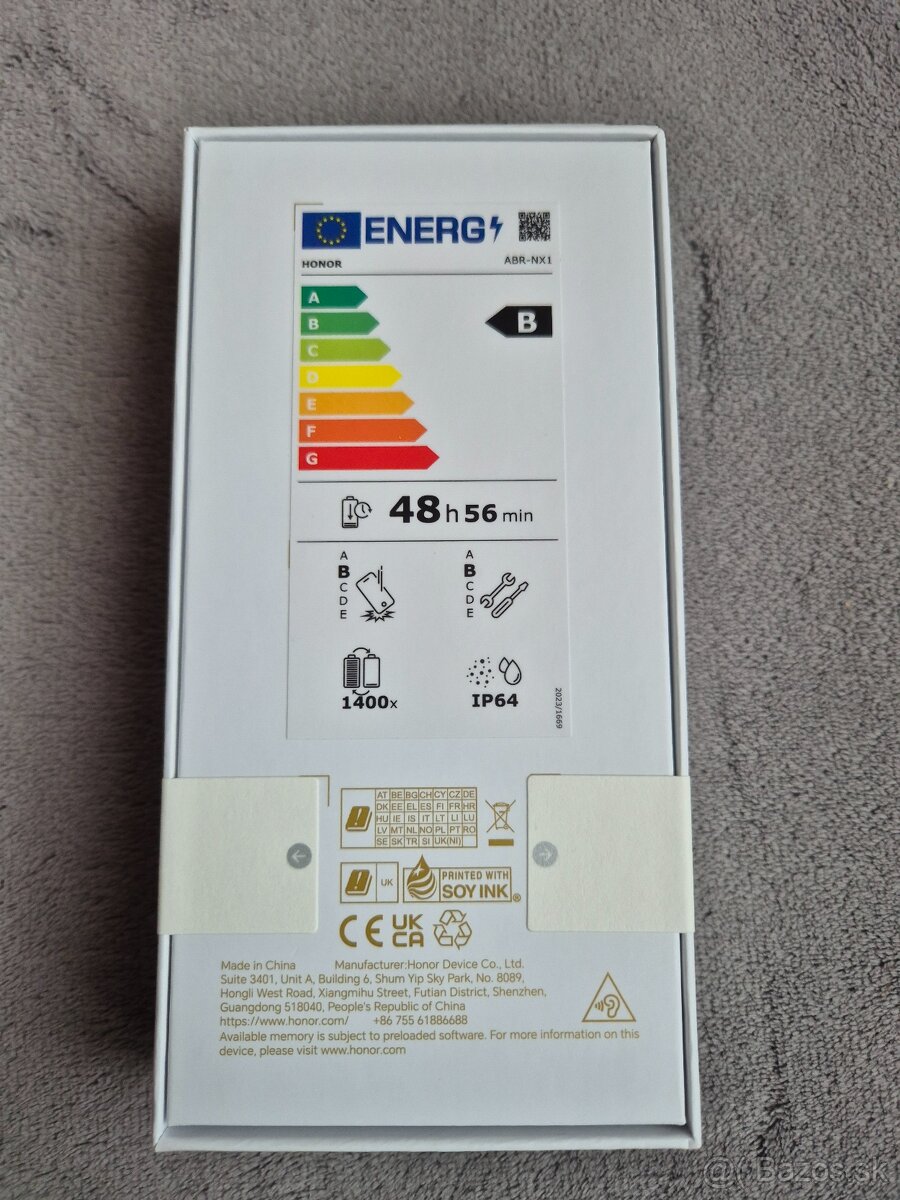 ENERG
HONOR ABR-NX1
A
B B
C
D
E
F
G
48 h 56 min
A A
B B
C C
D D
E E
1400x IP64
2023/1669
AT BE BG CH CY CZ DE
DK EE EL ES FI FR HR
HU IE IS IT LT LI LU
LV MT NL NO PL PT RO
SE SK TR SI UK(NI)
UK PRINTED WITH
SOY INK ®
CE UK
CA
Made in China Manufacturer:Honor Device Co., Ltd.
Suite 3401, Unit A, Building 6, Shum Yip Sky Park, No. 8089,
Hongli West Road, Xiangmihu Street, Futian District, Shenzhen,
Guangdong 518040, People's Republic of China
https://www.honor.com/ +86 755 61886688
Available memory is subject to preloaded software. For more information on this
device, please visit www.honor.com
@ Bazos.sk